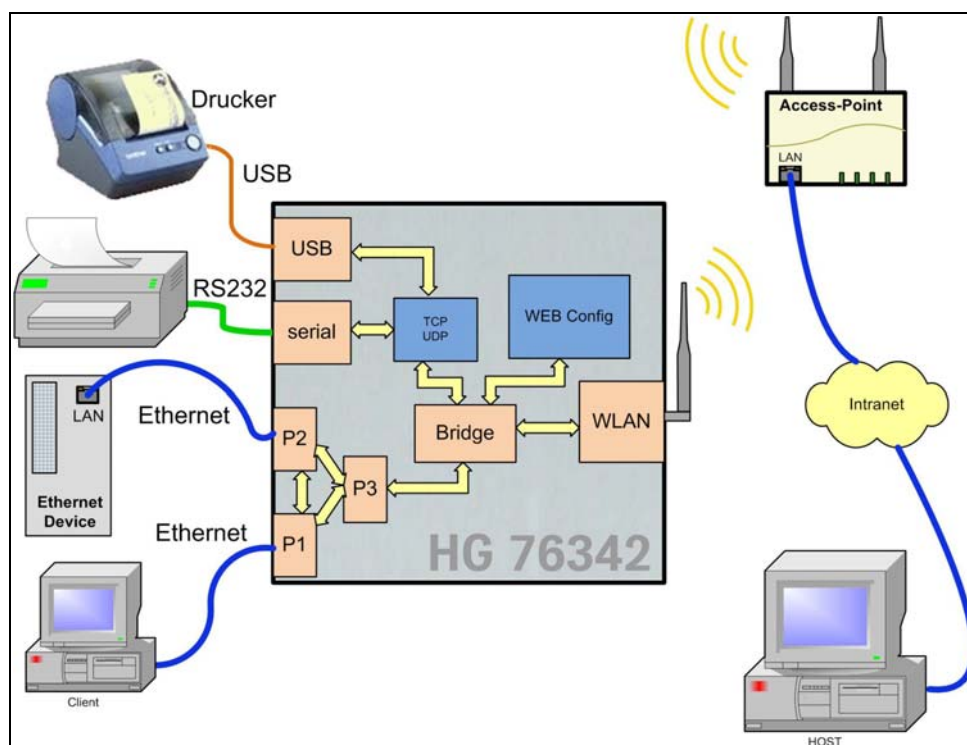 Drucker
USB
RS232
LAN
Ethernet
Ethernet
Device
Ethernet
Client
USB
serial
TCP
UDP
WEB Config
P2
P3
P1
Bridge
WLAN
HG 76342
Access-Point
LAN
Intranet
HOST